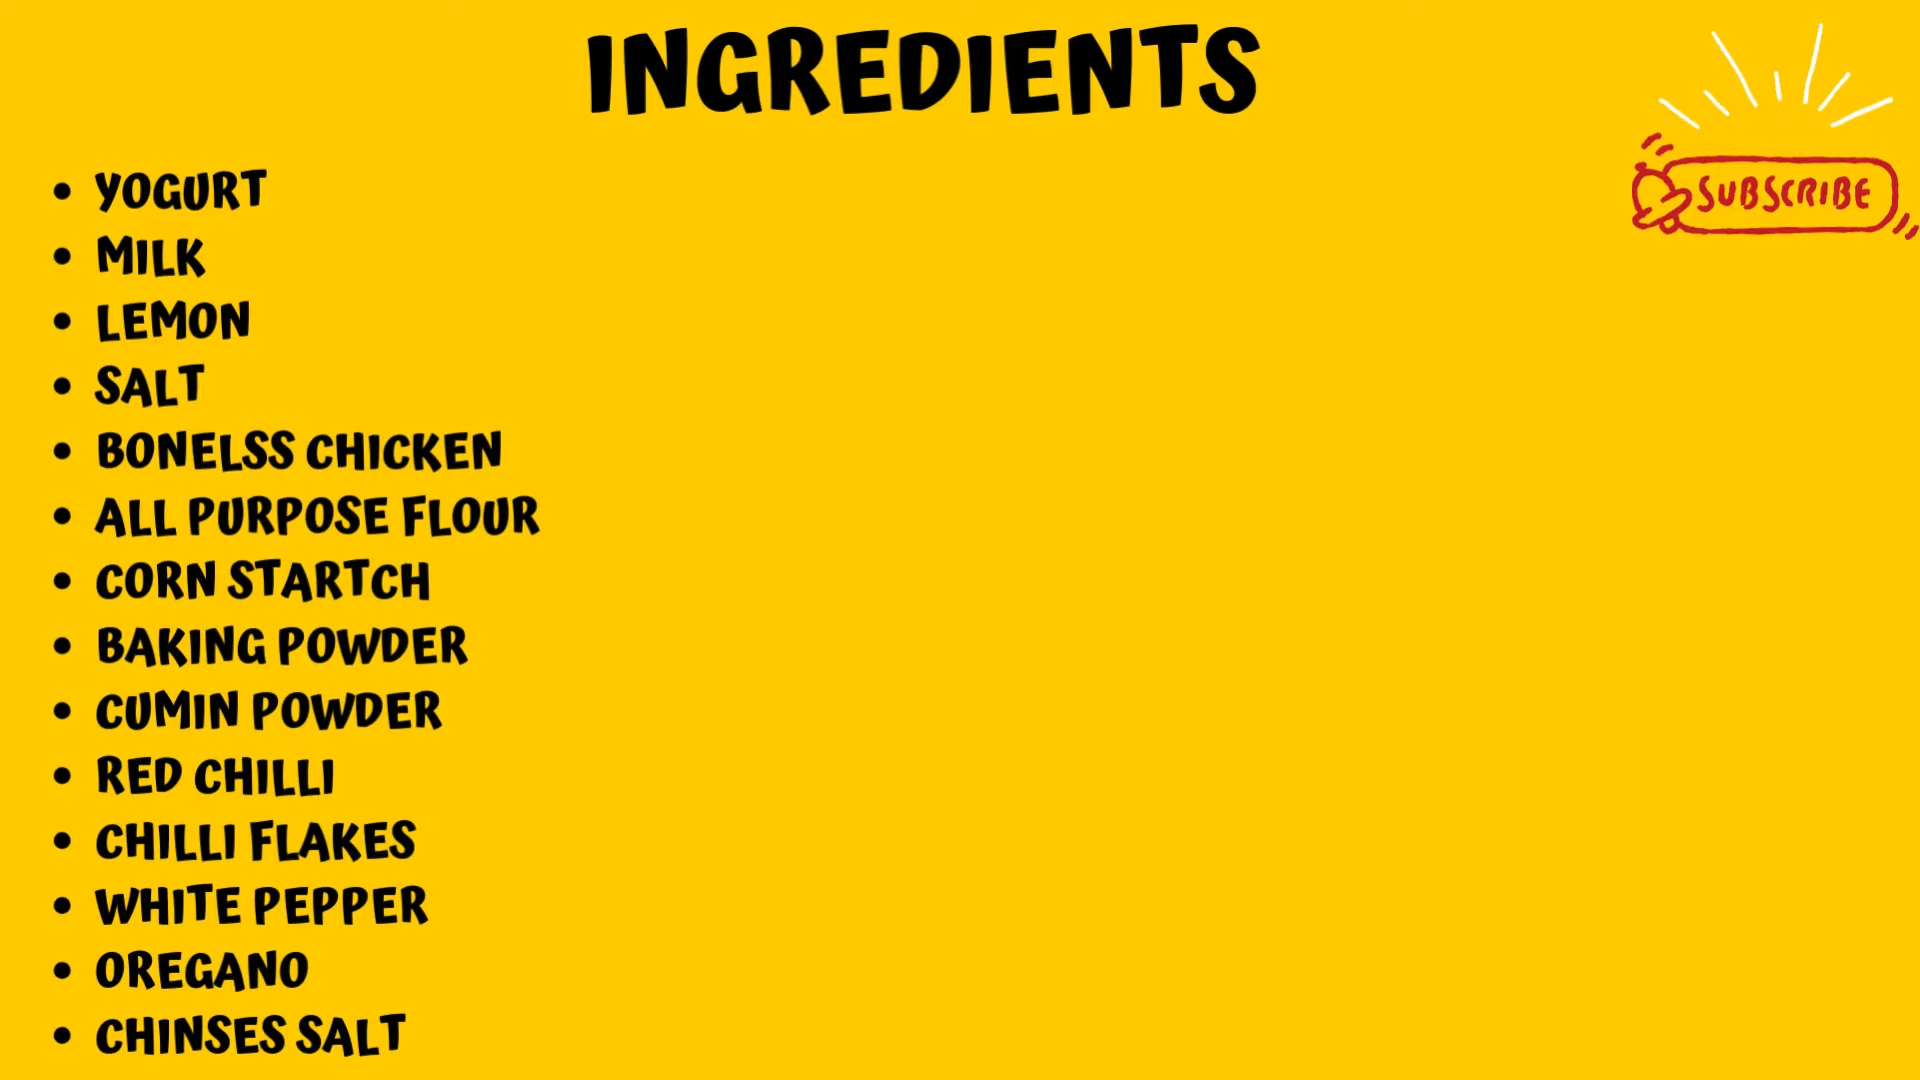 INGREDIENTS
SUBSCRIBE
• YOGURT
• MILK
• LEMON
• SALT
• BONELSS CHICKEN
• ALL PURPOSE FLOUR
• CORN STARTCH
• BAKING POWDER
• CUMIN POWDER
• RED CHILLI
• CHILLI FLAKES
• WHITE PEPPER
• OREGANO
• CHINSES SALT